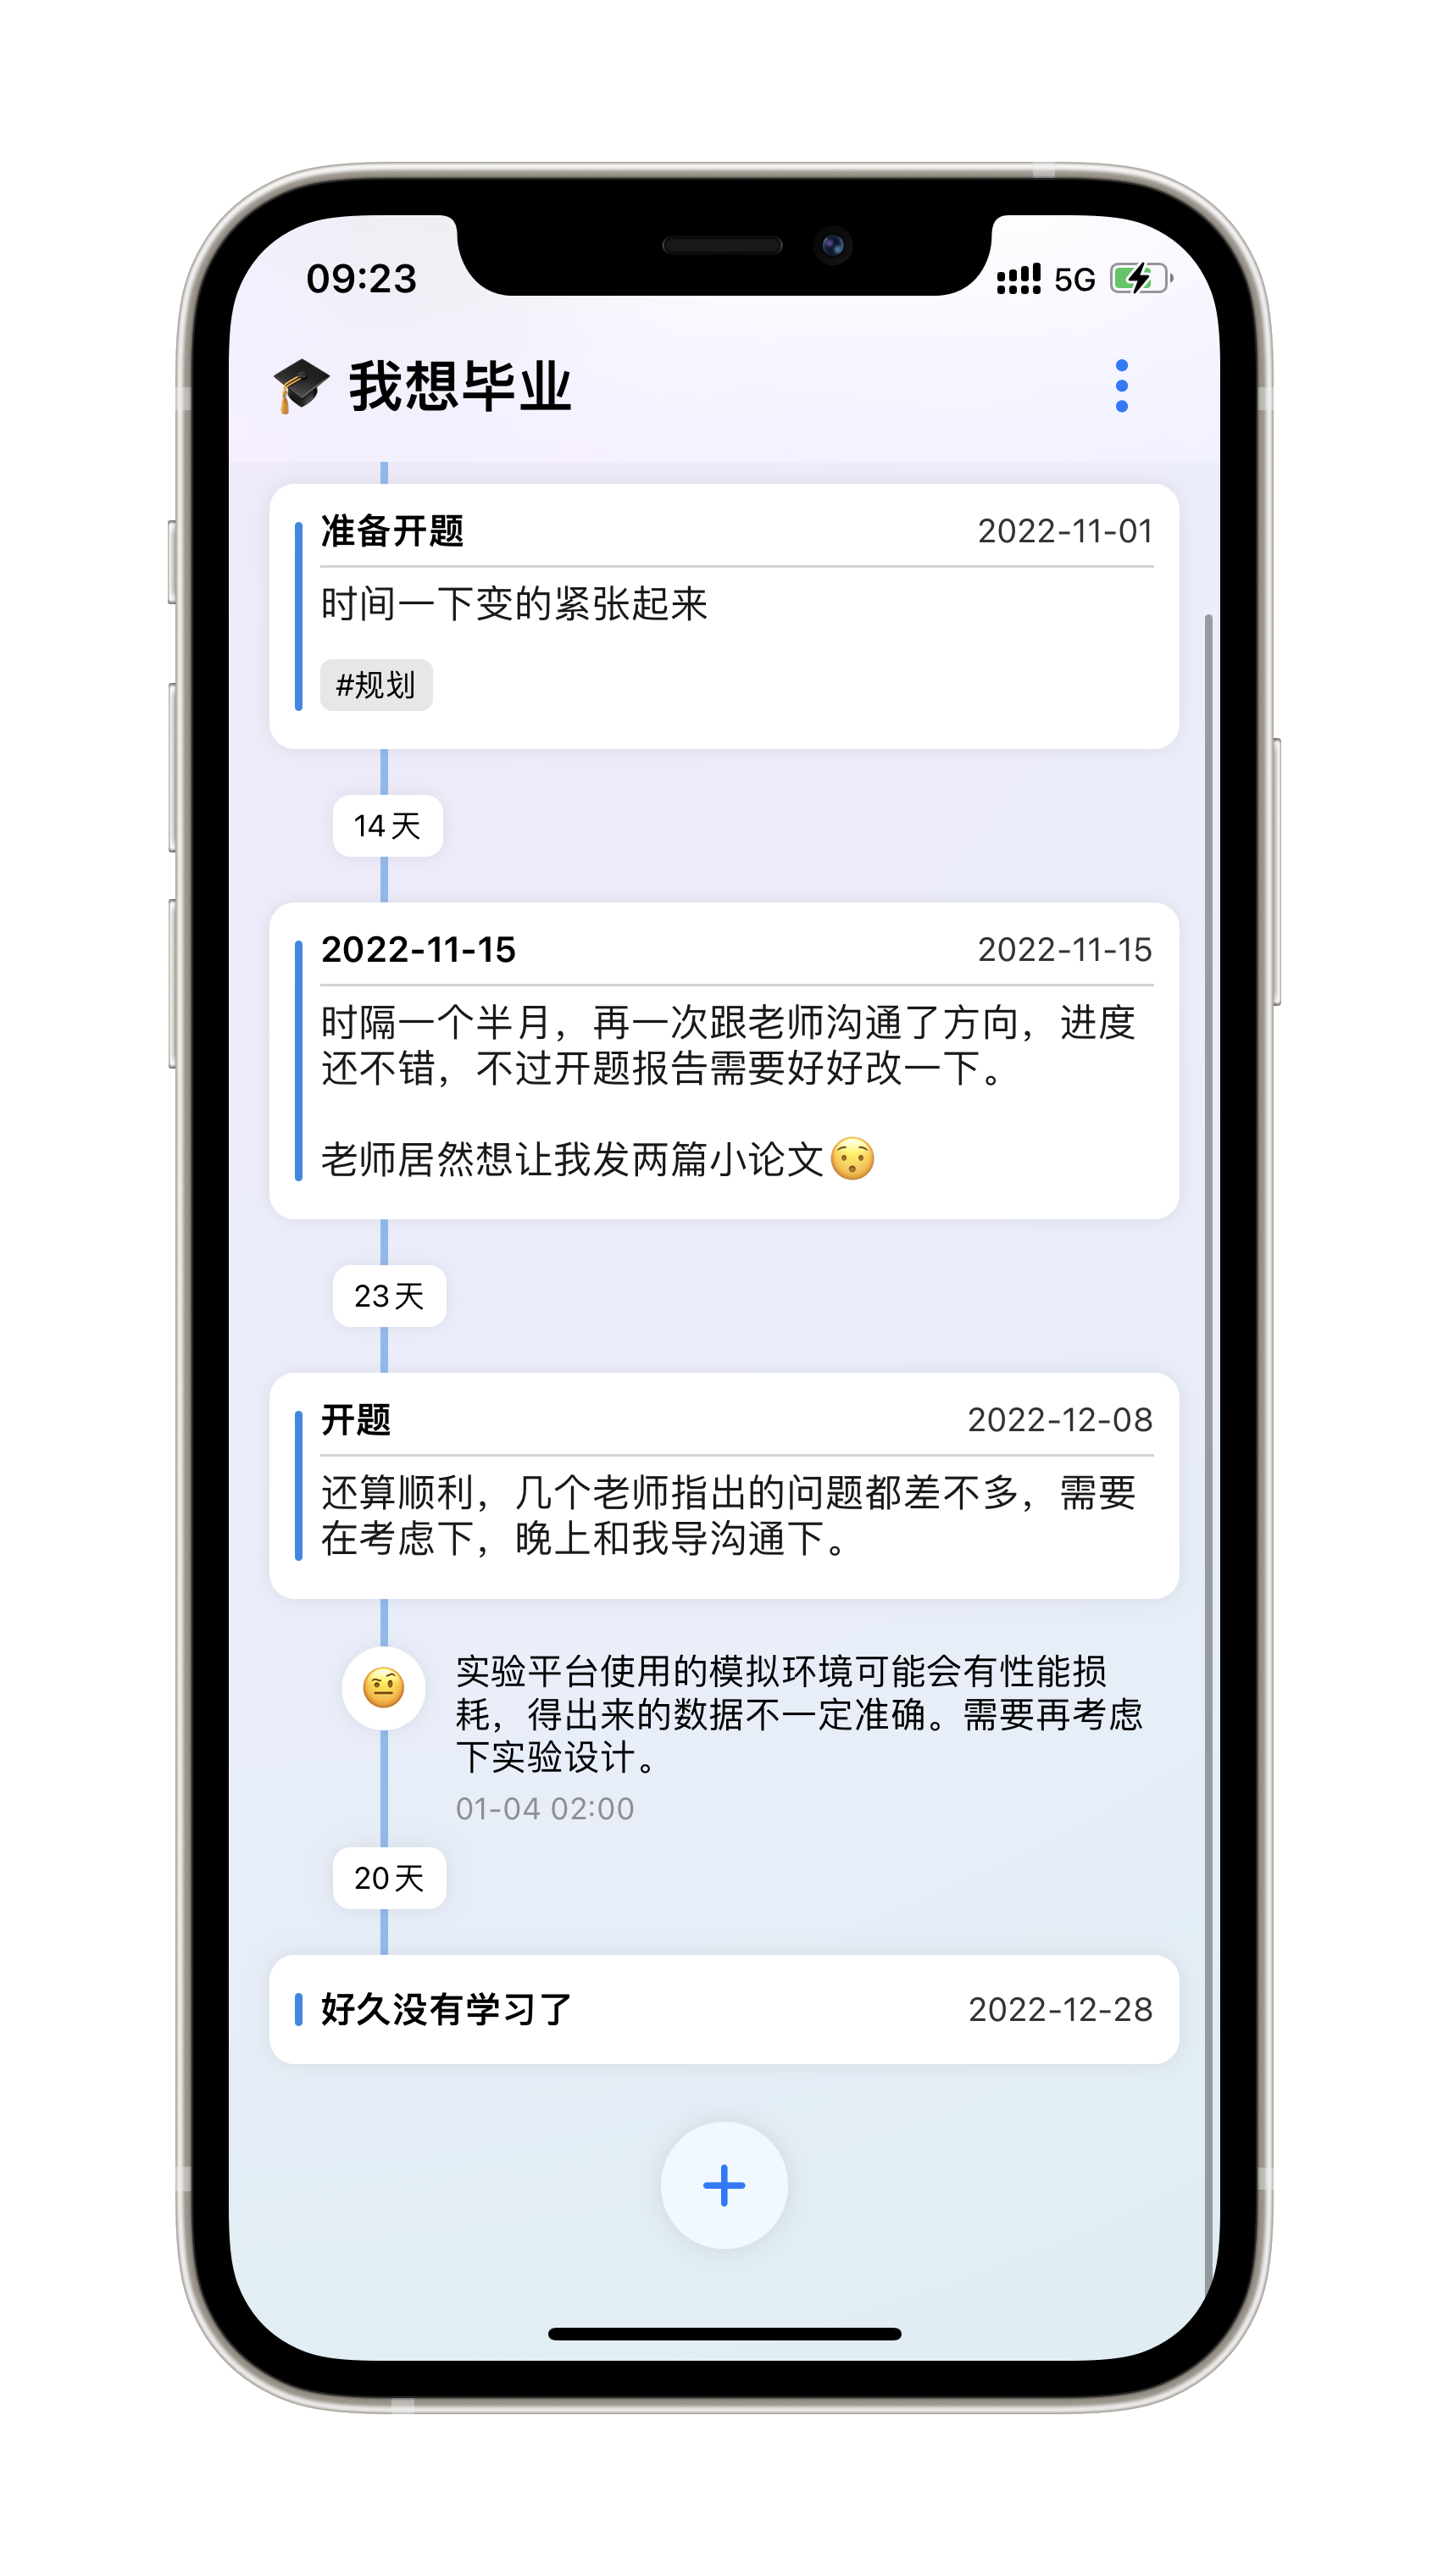 09:23
5G
🎓 我想毕业
准备开题 2022-11-01
时间一下变的紧张起来
#规划
14天
2022-11-15 2022-11-15
时隔一个半月，再一次跟老师沟通了方向，进度
还不错，不过开题报告需要好好改一下。
老师居然想让我发两篇小论文😯
23天
开题 2022-12-08
还算顺利，几个老师指出的问题都差不多，需要
在考虑下，晚上和我导沟通下。
🤨 实验平台使用的模拟环境可能会有性能损
耗，得出来的数据不一定准确。需要再考虑
下实验设计。
01-04 02:00
20天
好久没有学习了 2022-12-28
+